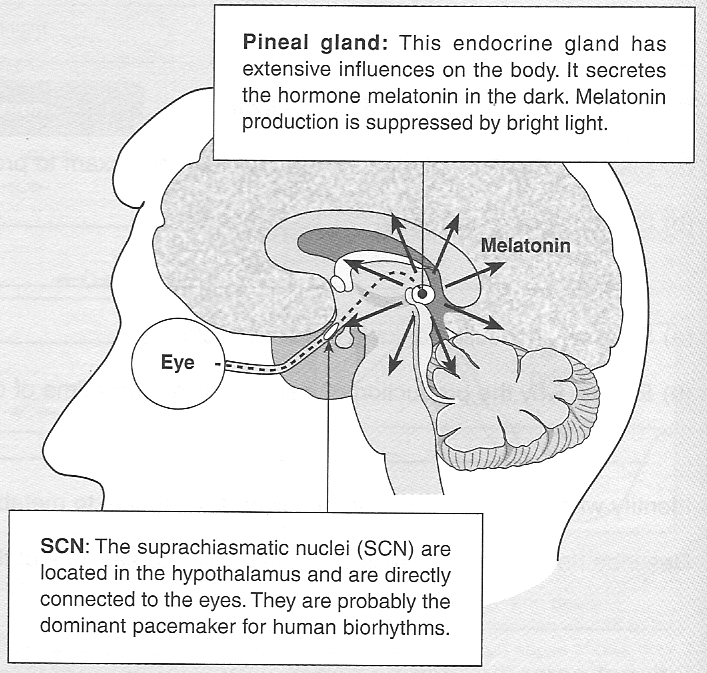 Pineal gland: This endocrine gland has
extensive influences on the body. It secretes
the hormone melatonin in the dark. Melatonin
production is suppressed by bright light.
Melatonin
Eye
SCN: The suprachiasmatic nuclei (SCN) are
located in the hypothalamus and are directly
connected to the eyes. They are probably the
dominant pacemaker for human biorhythms.